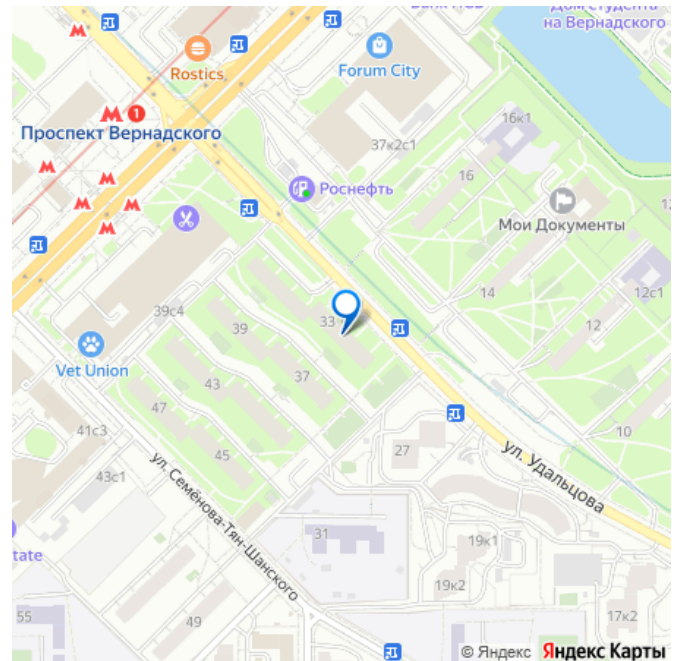 Дом студента
на Вернадского
Rostics
Forum City
1
Проспект Вернадского
16к1
37к2с1
16
Роснефть
Мои Документы
14
12с1
12
39с4
33
39
Vet Union
37
43
47
41с3
45
10
27
ул. Удальцова
43с1
ул. Семёнова-Тян-Шанского
31
19к1
19к2
55
49
17к2
© Яндекс Яндекс Карты